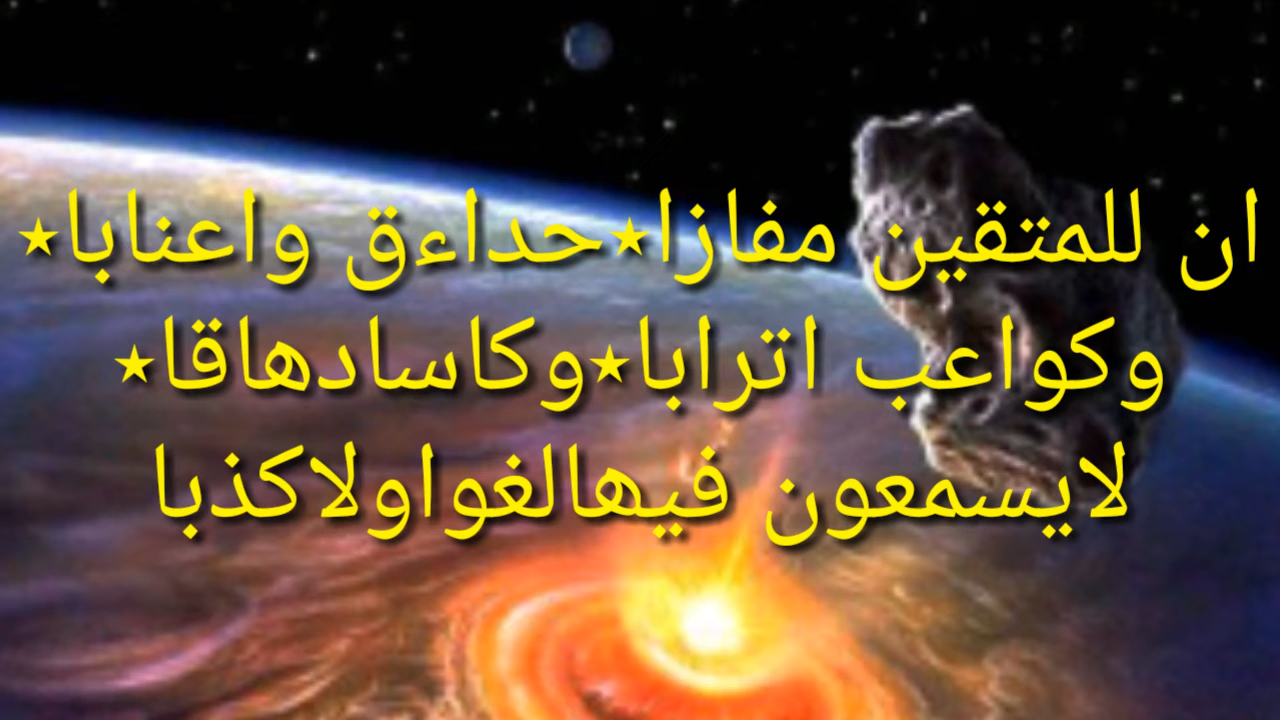 ان للمتقين مفازا★حداءق واعنابا★
وكواعب اترابا★وكاسادهاقا★
لايسمعون فيهالغواولاكذبا